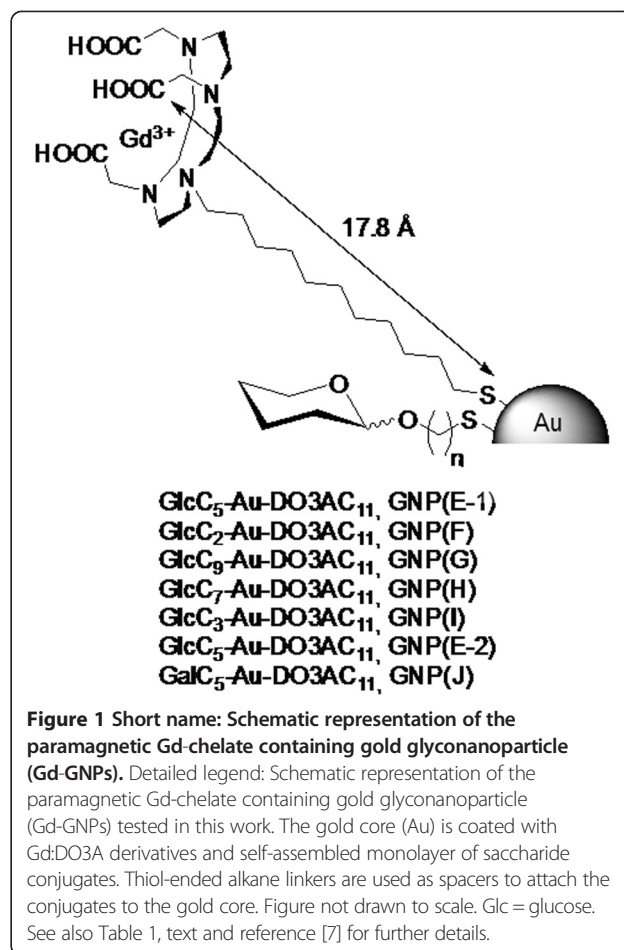 HOOC
N
HOOC
N
Gd³⁺
HOOC
N
N
17.8 Å
S
O
O
S
Au
n
GlcC₅-Au-DO3AC₁₁, GNP(E-1)
GlcC₂-Au-DO3AC₁₁, GNP(F)
GlcC₉-Au-DO3AC₁₁, GNP(G)
GlcC₇-Au-DO3AC₁₁, GNP(H)
GlcC₃-Au-DO3AC₁₁, GNP(I)
GlcC₅-Au-DO3AC₁₁, GNP(E-2)
GalC₅-Au-DO3AC₁₁, GNP(J)
Figure 1 Short name: Schematic representation of the
paramagnetic Gd-chelate containing gold glyconanoparticle
(Gd-GNPs). Detailed legend: Schematic representation of the
paramagnetic Gd-chelate containing gold glyconanoparticle
(Gd-GNPs) tested in this work. The gold core (Au) is coated with
Gd:DO3A derivatives and self-assembled monolayer of saccharide
conjugates. Thiol-ended alkane linkers are used as spacers to attach the
conjugates to the gold core. Figure not drawn to scale. Glc = glucose.
See also Table 1, text and reference [7] for further details.